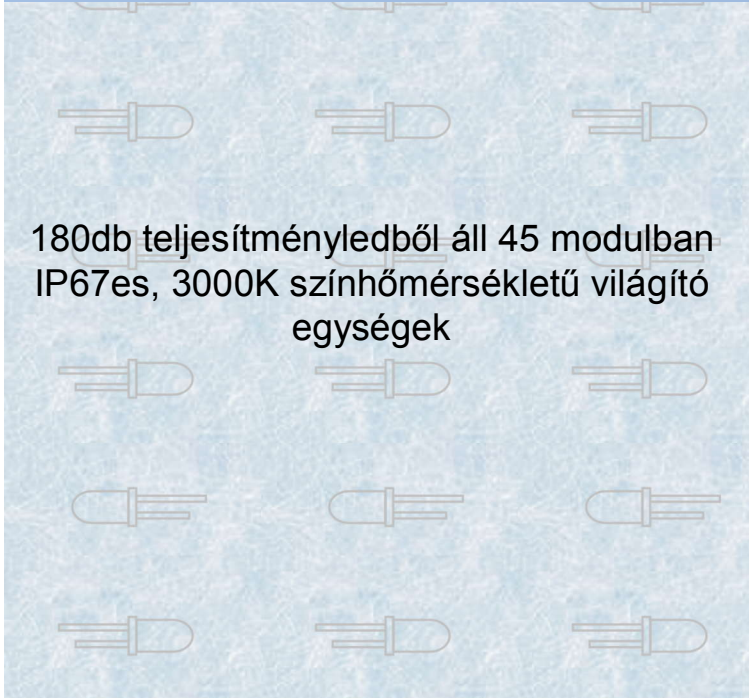 180db teljesítményledből áll 45 modulban
IP67es, 3000K színhőmérsékletű világító
egységek